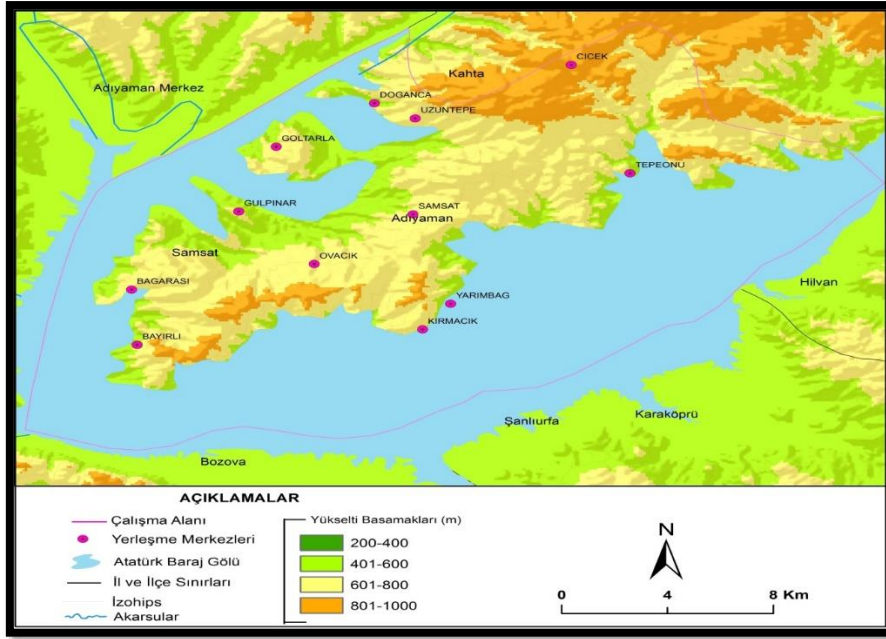 CICEK
Kahta
Adıyaman Merkez
DOGANCA
UZUNTEPE
GOLTARLA
TEPEONU
GULPINAR
SAMSAT
Adıyaman
Samsat
OVACIK
BAGARASI
Hilvan
YARIMBAG
KIRMACIK
BAYIRLI
Karaköprü
Şanlıurfa
Bozova
AÇIKLAMALAR
Çalışma Alanı
Yerleşme Merkezleri
Atatürk Baraj Gölü
İl ve İlçe Sınırları
İzohips
Akarsular
Yükselti Basamakları (m)
200-400
401-600
601-800
801-1000
N
0 4 8 Km